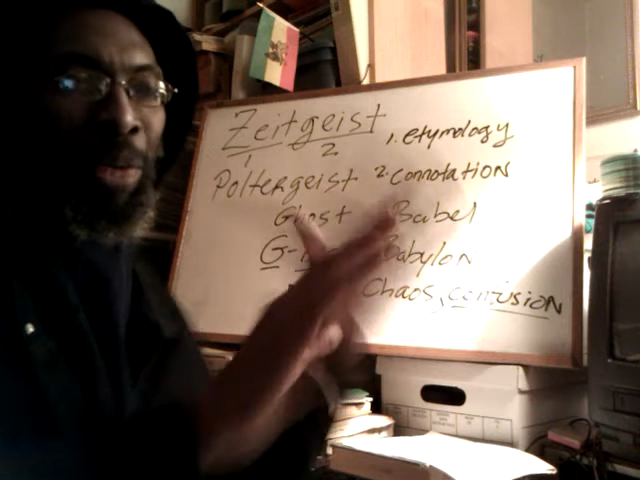 Zeitgeist 1. etymology
1 2
Poltergeist 2. connotation
Ghost Babel
G- Babylon
Chaos, confusion